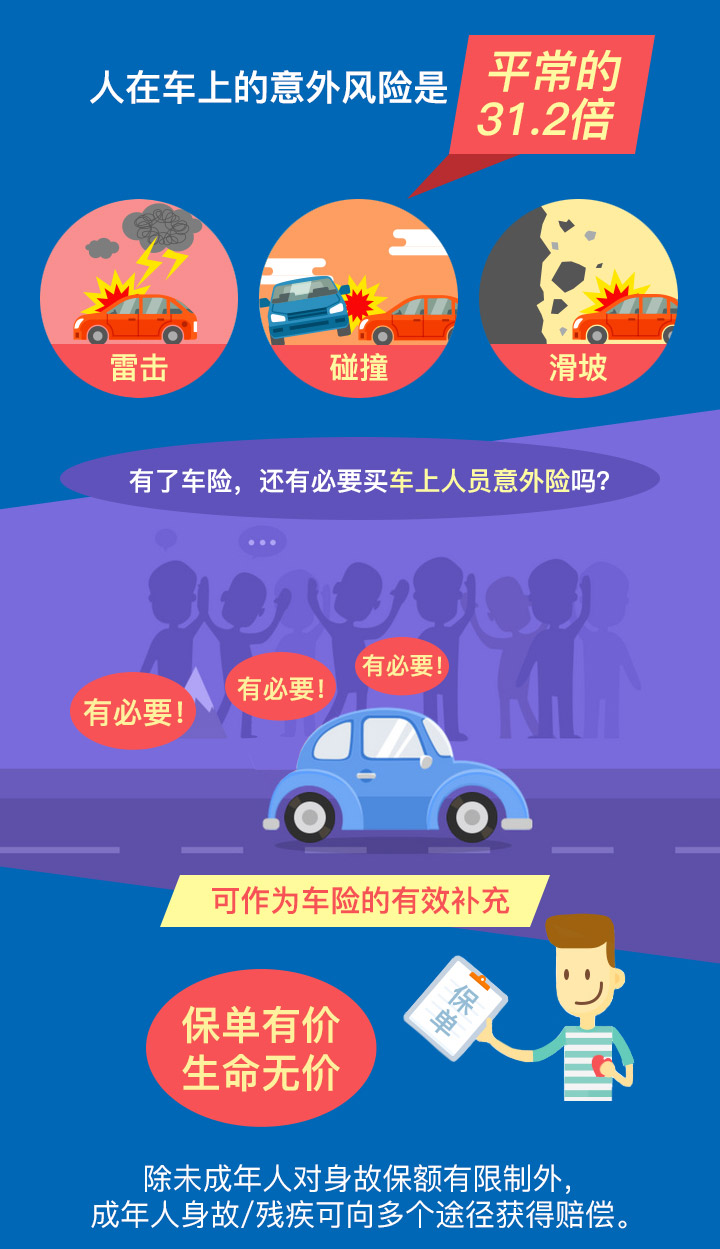 人在车上的意外风险是
平常的
31.2倍
雷击
碰撞
滑坡
有了车险，还有必要买车上人员意外险吗？
有必要！
有必要！
有必要！
可作为车险的有效补充
保单
保单有价
生命无价
除未成年人对身故保额有限制外，
成年人身故/残疾可向多个途径获得赔偿。